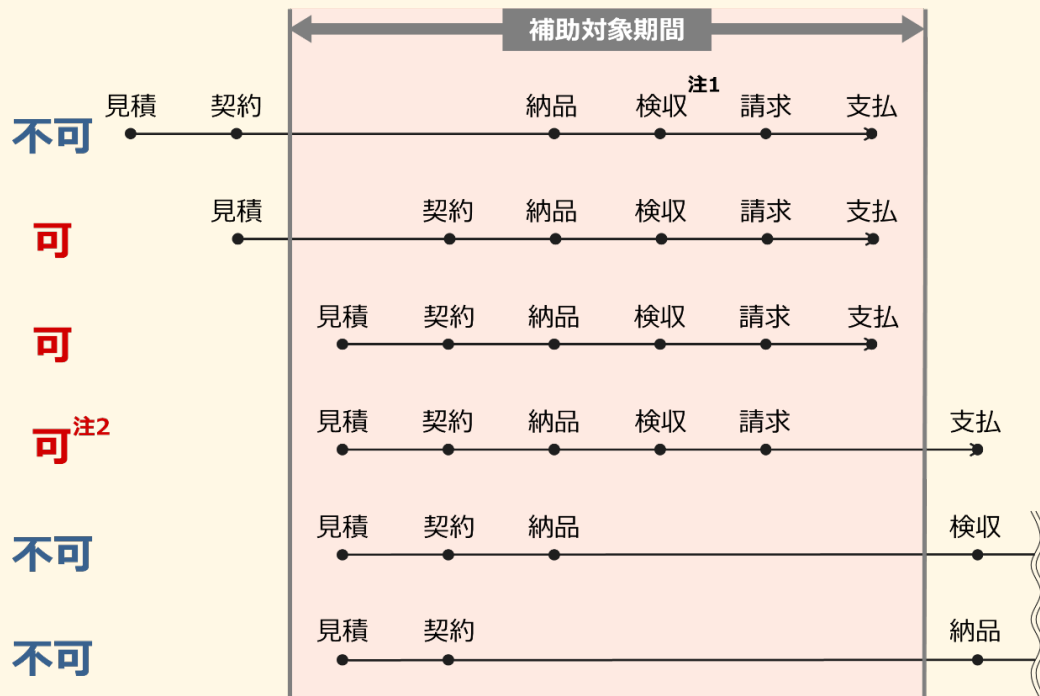 補助対象期間
不可 見積 契約 納品 検収注1 請求 支払
可 見積 契約 納品 検収 請求 支払
可 見積 契約 納品 検収 請求 支払
可注2 見積 契約 納品 検収 請求 支払
不可 見積 契約 納品 検収
不可 見積 契約 納品